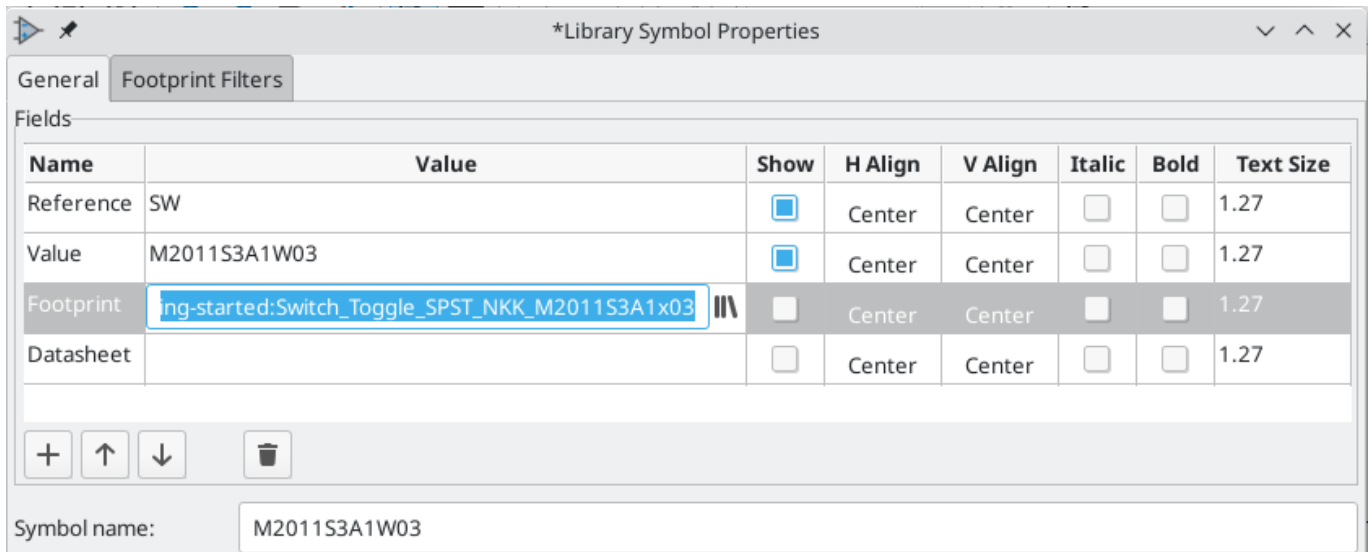 *Library Symbol Properties
General Footprint Filters
Fields
Name Value Show H Align V Align Italic Bold Text Size
Reference SW Center Center 1.27
Value M2011S3A1W03 Center Center 1.27
Footprint ing-started:Switch_Toggle_SPST_NKK_M2011S3A1x03 Center Center 1.27
Datasheet Center Center 1.27
Symbol name: M2011S3A1W03